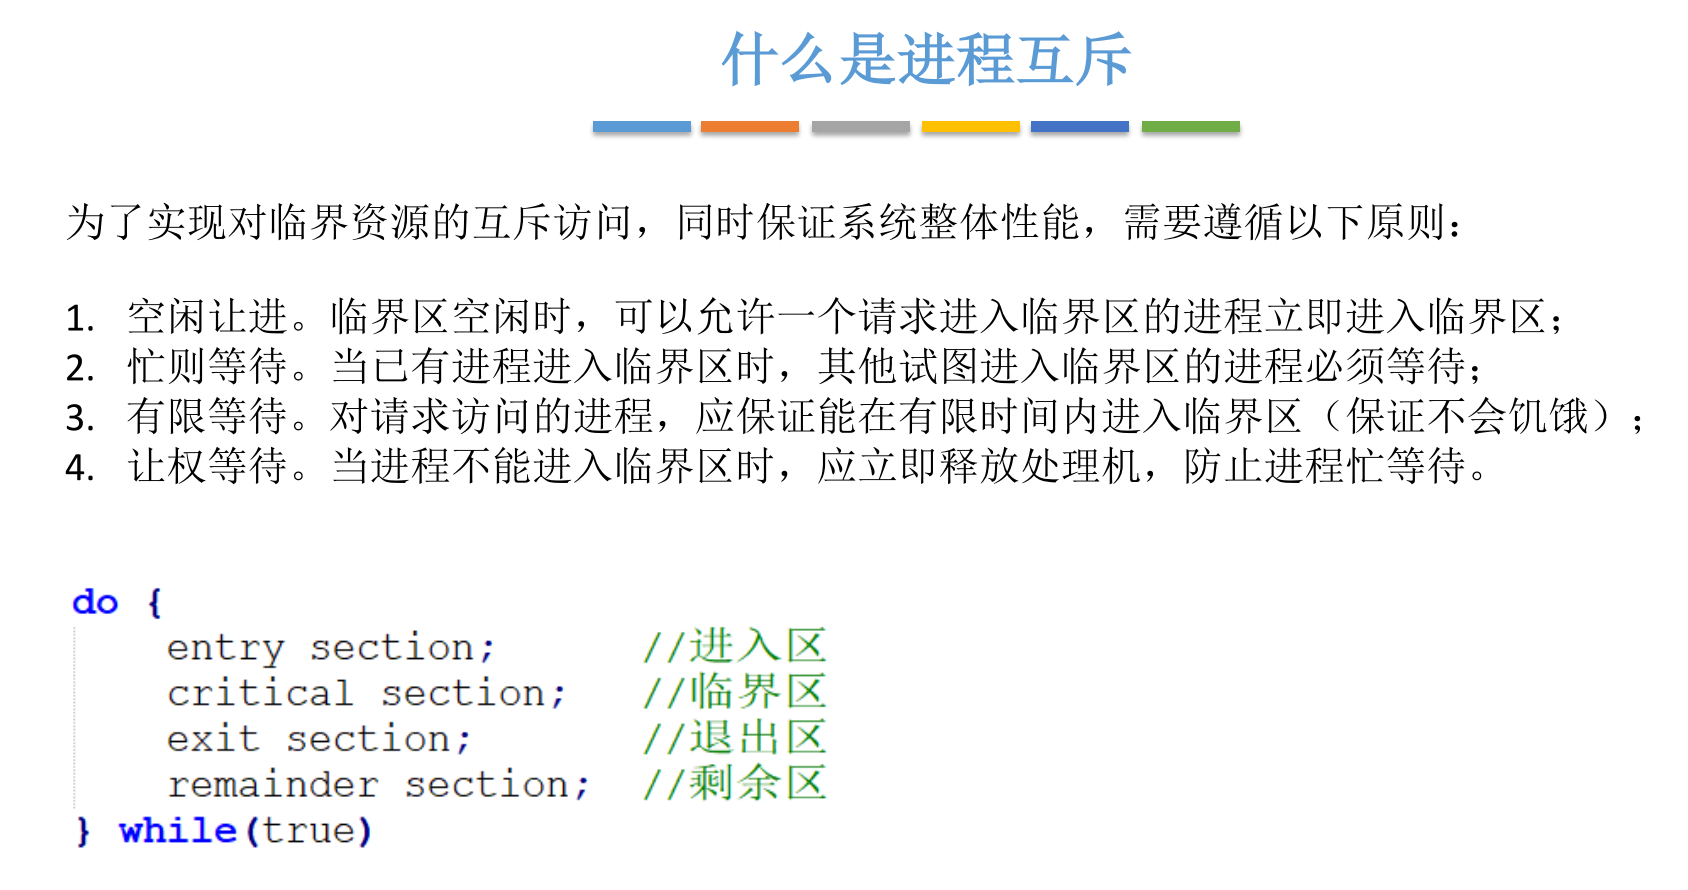 什么是进程互斥
为了实现对临界资源的互斥访问，同时保证系统整体性能，需要遵循以下原则：
1. 空闲让进。临界区空闲时，可以允许一个请求进入临界区的进程立即进入临界区；
2. 忙则等待。当已有进程进入临界区时，其他试图进入临界区的进程必须等待；
3. 有限等待。对请求访问的进程，应保证能在有限时间内进入临界区（保证不会饥饿）；
4. 让权等待。当进程不能进入临界区时，应立即释放处理机，防止进程忙等待。
do {
    entry section;      //进入区
    critical section;   //临界区
    exit section;       //退出区
    remainder section;  //剩余区
} while(true)